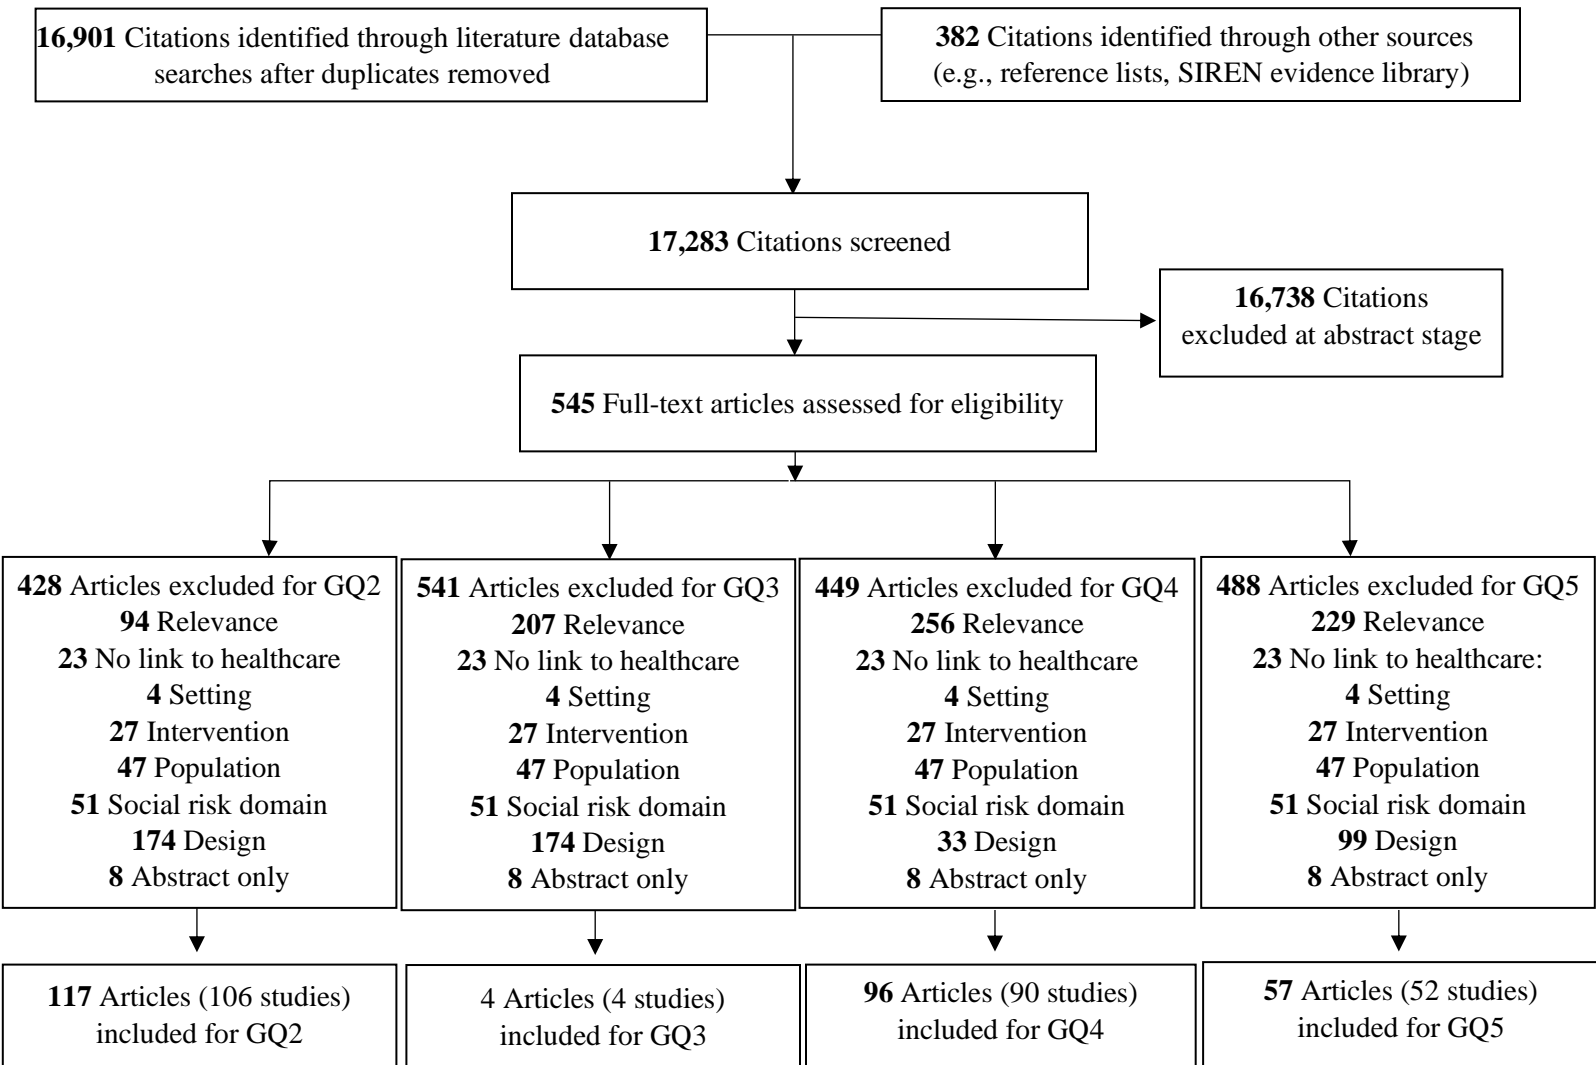 16,901 Citations identified through literature database
searches after duplicates removed
382 Citations identified through other sources
(e.g., reference lists, SIREN evidence library)
17,283 Citations screened
16,738 Citations
excluded at abstract stage
545 Full-text articles assessed for eligibility
428 Articles excluded for GQ2
94 Relevance
23 No link to healthcare
4 Setting
27 Intervention
47 Population
51 Social risk domain
174 Design
8 Abstract only
541 Articles excluded for GQ3
207 Relevance
23 No link to healthcare
4 Setting
27 Intervention
47 Population
51 Social risk domain
174 Design
8 Abstract only
449 Articles excluded for GQ4
256 Relevance
23 No link to healthcare
4 Setting
27 Intervention
47 Population
51 Social risk domain
33 Design
8 Abstract only
488 Articles excluded for GQ5
229 Relevance
23 No link to healthcare:
4 Setting
27 Intervention
47 Population
51 Social risk domain
99 Design
8 Abstract only
117 Articles (106 studies)
included for GQ2
4 Articles (4 studies)
included for GQ3
96 Articles (90 studies)
included for GQ4
57 Articles (52 studies)
included for GQ5